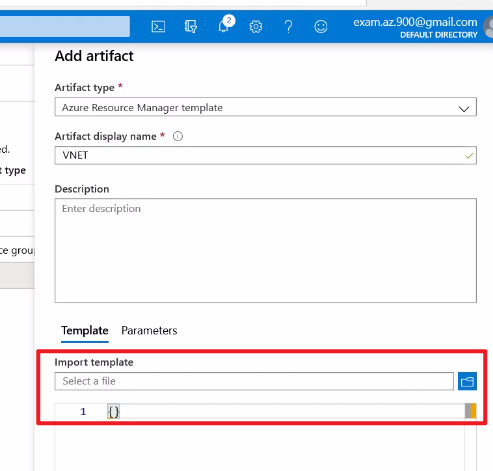 2
exam.az.900@gmail.com
DEFAULT DIRECTORY
Add artifact
Artifact type *
Azure Resource Manager template
Artifact display name *
ed.
VNET
t type
Description
Enter description
ce grou
Template Parameters
Import template
Select a file
1 {}